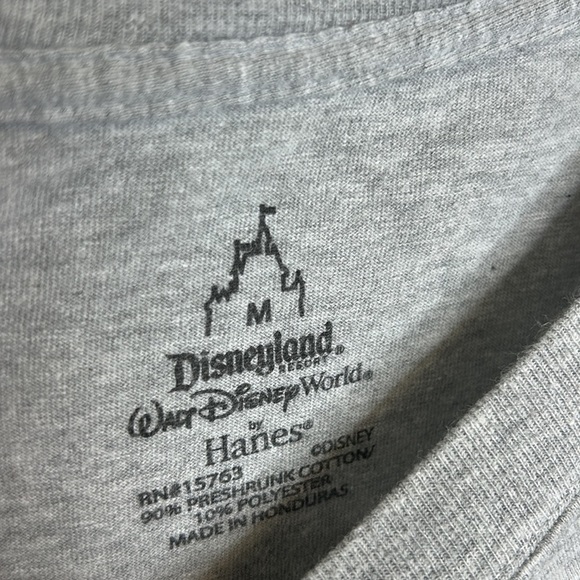 M
Disneyland®
RESORT
Walt Disney World®
by
Hanes®
©DISNEY
RN#15763
90% PRESHRUNK COTTON/
10% POLYESTER
MADE IN HONDURAS